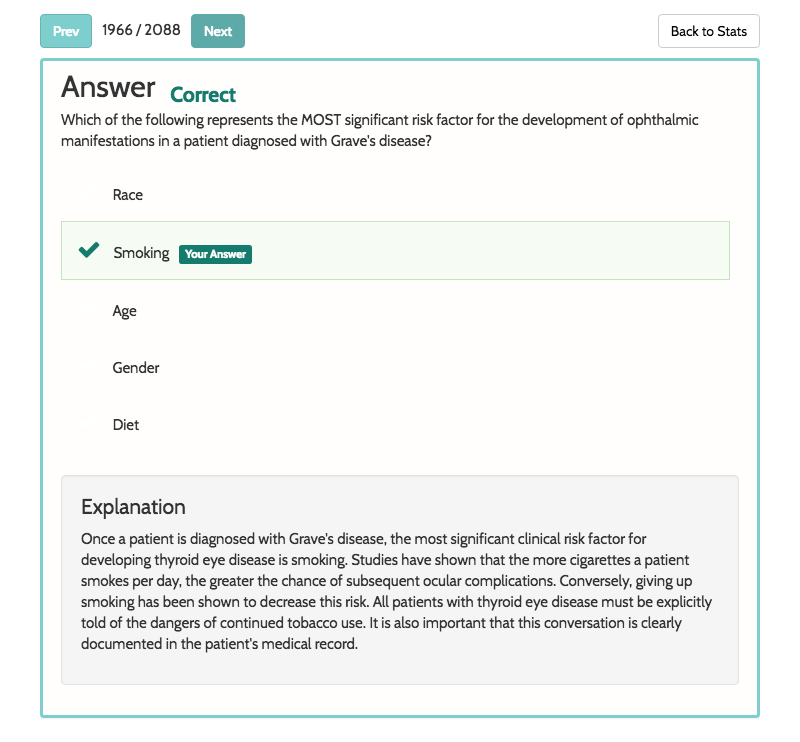 Prev 1966 / 2088 Next Back to Stats
Answer Correct
Which of the following represents the MOST significant risk factor for the development of ophthalmic
manifestations in a patient diagnosed with Grave's disease?
Race
Smoking Your Answer
Age
Gender
Diet
Explanation
Once a patient is diagnosed with Grave's disease, the most significant clinical risk factor for
developing thyroid eye disease is smoking. Studies have shown that the more cigarettes a patient
smokes per day, the greater the chance of subsequent ocular complications. Conversely, giving up
smoking has been shown to decrease this risk. All patients with thyroid eye disease must be explicitly
told of the dangers of continued tobacco use. It is also important that this conversation is clearly
documented in the patient's medical record.